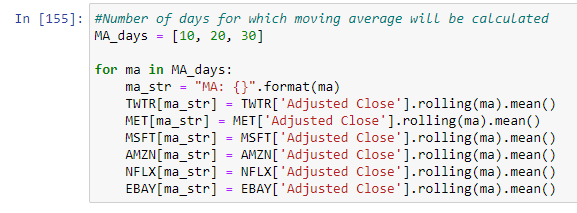 In [155]: #Number of days for which moving average will be calculated
MA_days = [10, 20, 30]
for ma in MA_days:
ma_str = "MA: {}".format(ma)
TWTR[ma_str] = TWTR['Adjusted Close'].rolling(ma).mean()
MET[ma_str] = MET['Adjusted Close'].rolling(ma).mean()
MSFT[ma_str] = MSFT['Adjusted Close'].rolling(ma).mean()
AMZN[ma_str] = AMZN['Adjusted Close'].rolling(ma).mean()
NFLX[ma_str] = NFLX['Adjusted Close'].rolling(ma).mean()
EBAY[ma_str] = EBAY['Adjusted Close'].rolling(ma).mean()